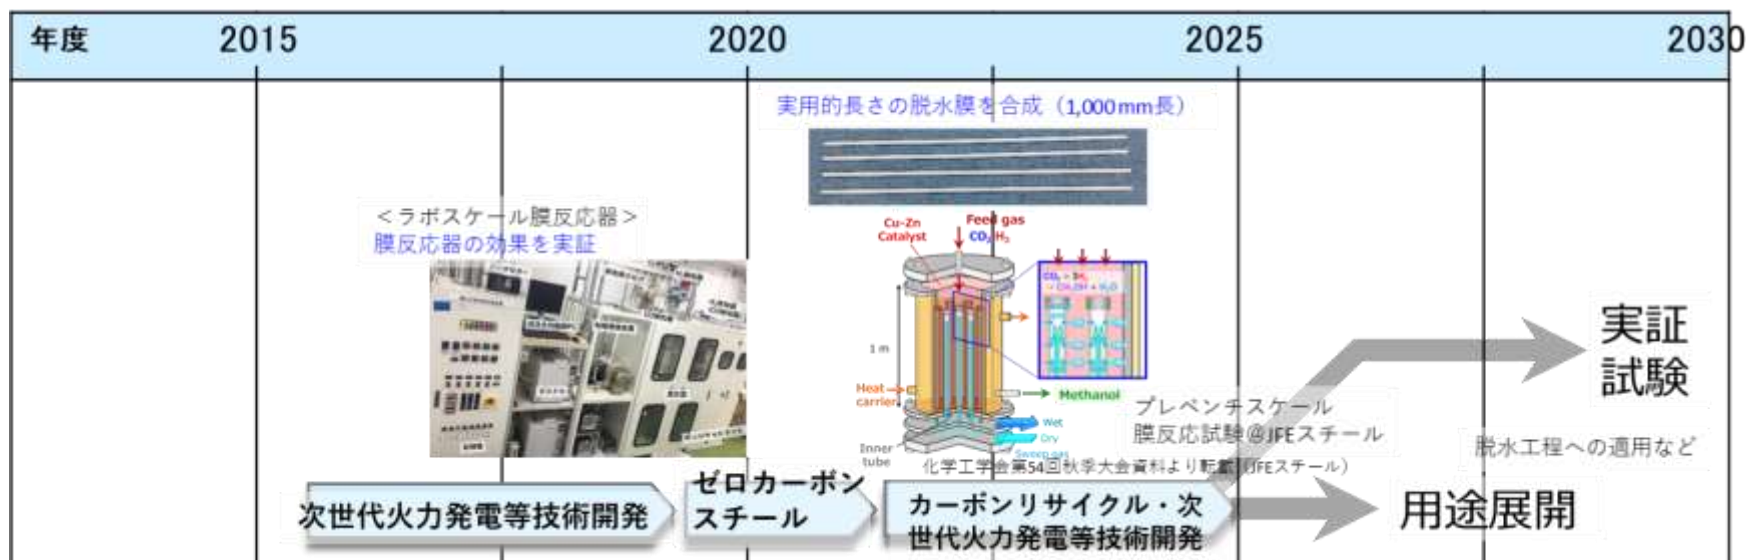 年度 2015 2020 2025 2030
実用的長さの脱水膜を合成（1,000mm長）
＜ラボスケール膜反応器＞
膜反応器の効果を実証
Cu-Zn
Catalyst
Feed gas
CO₂ H₂
1 m
Heat
carrier
Methanol
Wet
Dry
Sweep gas
Inner
tube
プレベンチスケール
膜反応試験@JFEスチール
化学工学会第54回秋季大会資料より転載（JFEスチール）
実証
試験
脱水工程への適用など
用途展開
次世代火力発電等技術開発
ゼロカーボン
スチール
カーボンリサイクル・次
世代火力発電等技術開発